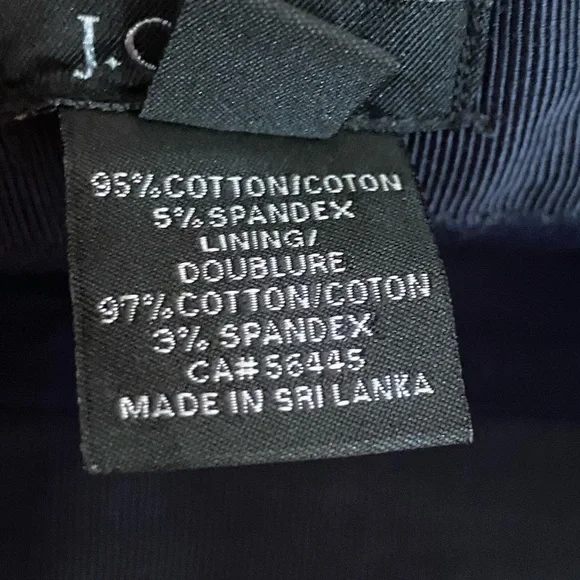 J.C
95% COTTON/COTON
5% SPANDEX
LINING/
DOUBLURE
97% COTTON/COTON
3% SPANDEX
CA#56445
MADE IN SRI LANKA